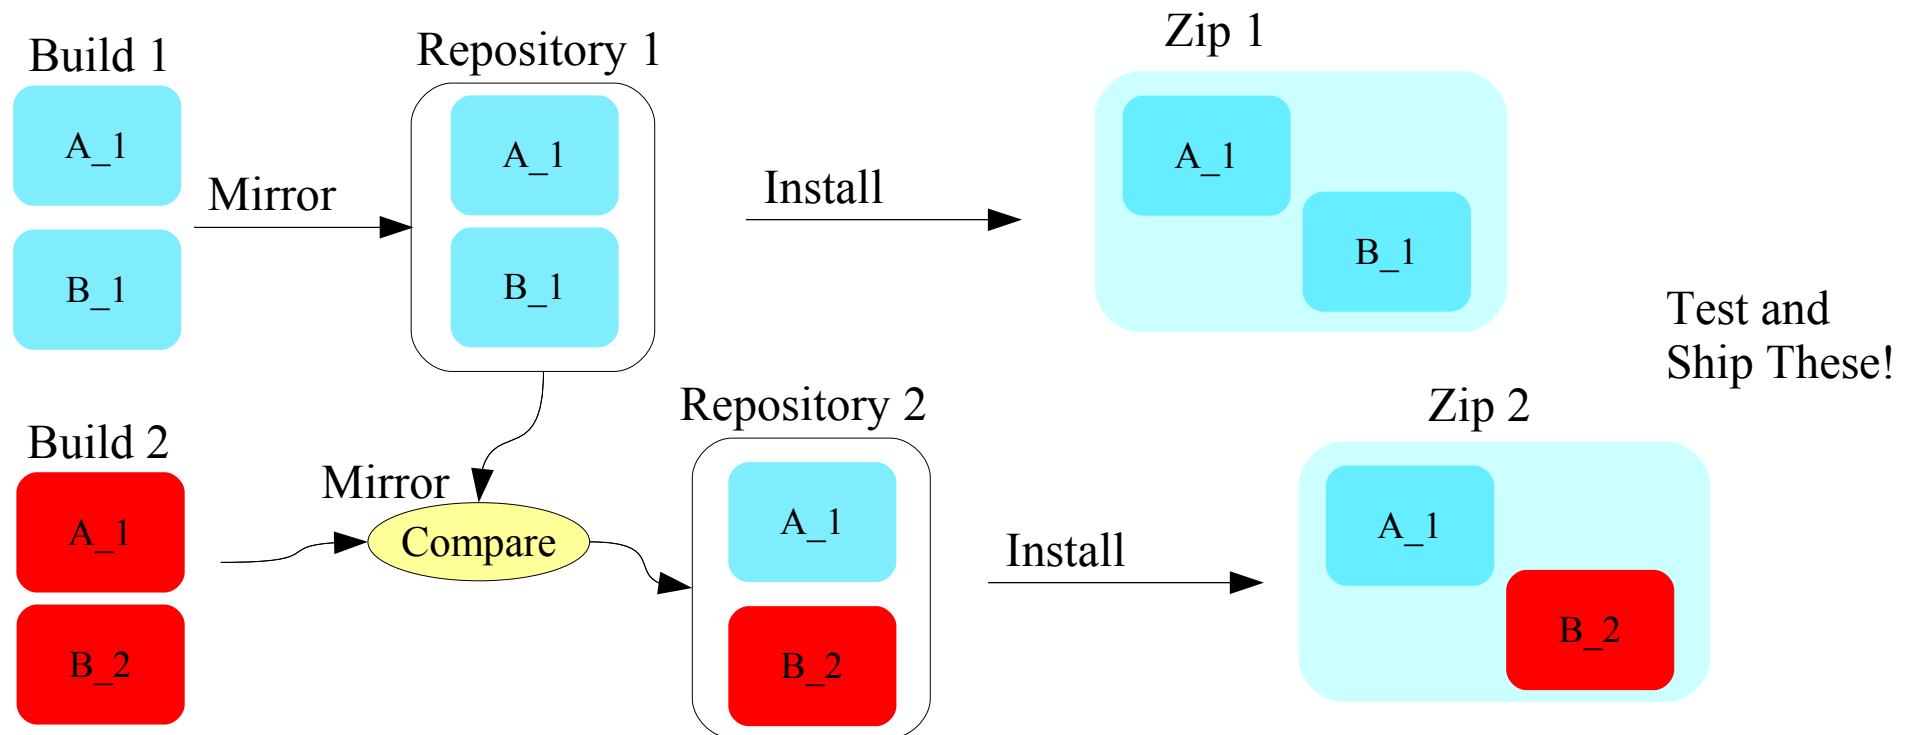 Build 1
A_1
B_1
Mirror
Repository 1
A_1
B_1
Install
Zip 1
A_1
B_1
Test and
Ship These!
Build 2
A_1
B_2
Mirror
Compare
Repository 2
A_1
B_2
Install
Zip 2
A_1
B_2